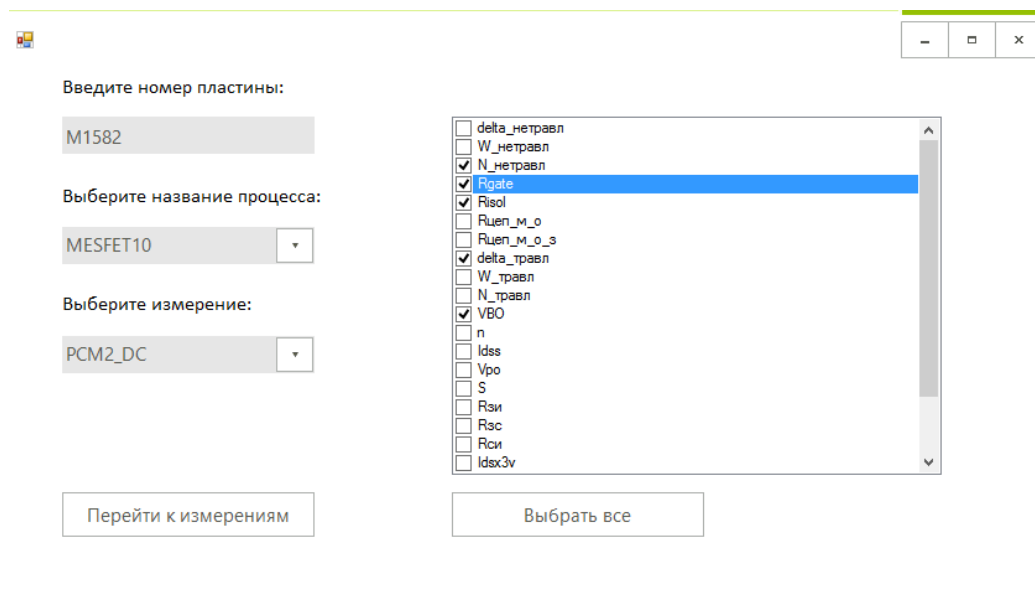 Введите номер пластины:
M1582
Выберите название процесса:
MESFET10
Выберите измерение:
PCM2_DC
Перейти к измерениям
delta_нетравл
W_нетравл
N_нетравл
Rgate
Risol
Rцеп_м_о
Rцеп_м_о_з
delta_травл
W_травл
N_травл
VBO
n
Idss
Vpo
S
Rзи
Rзс
Rси
Idsx3v
Выбрать все